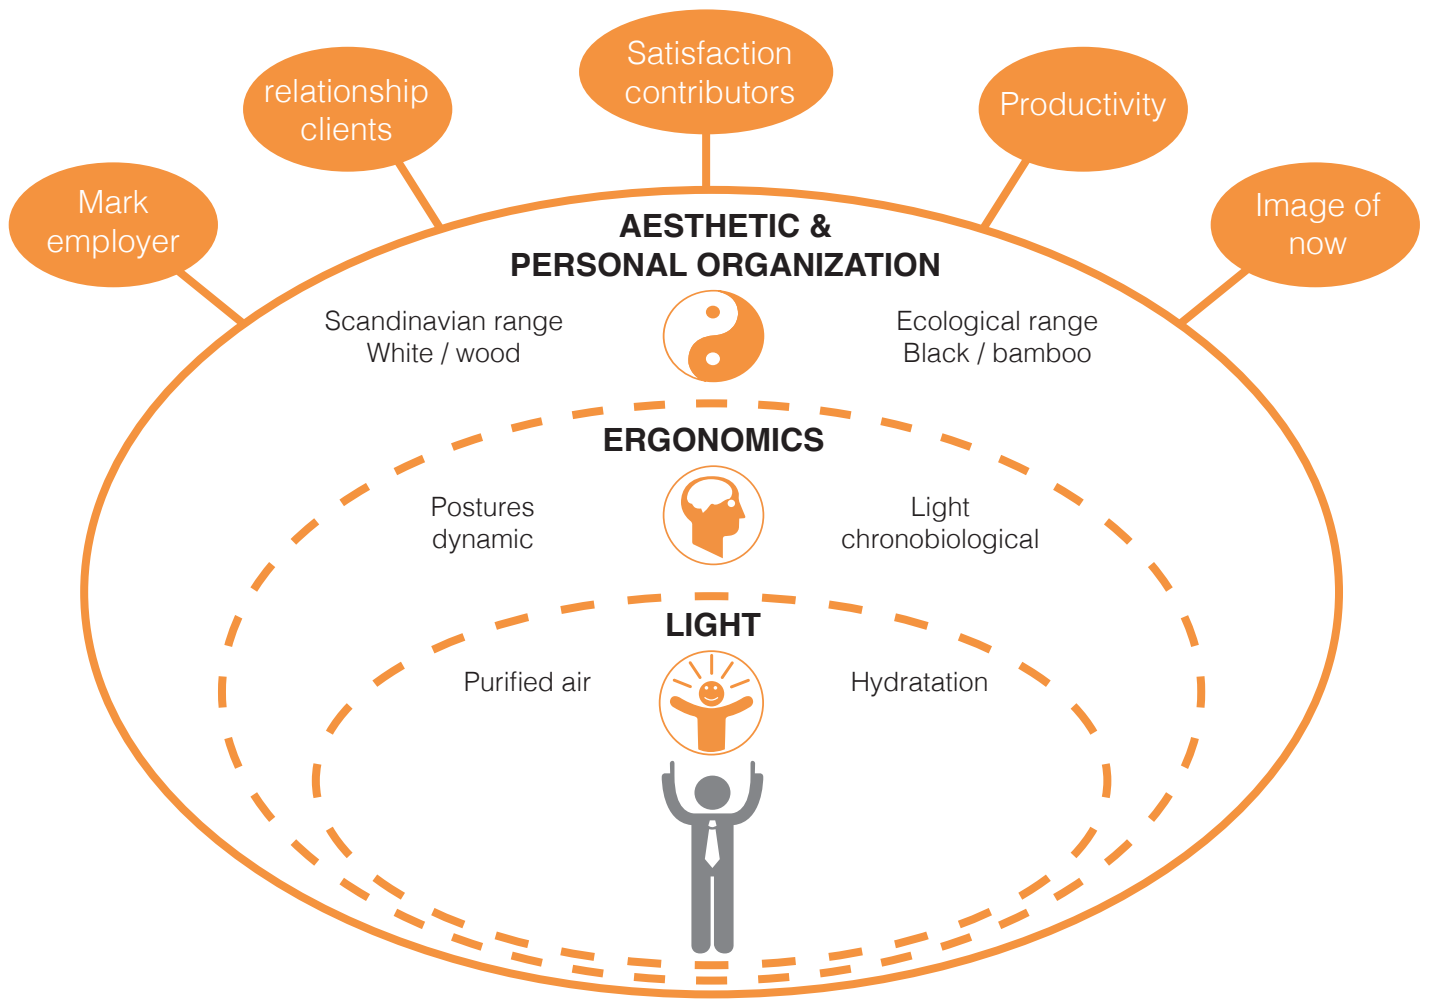 Satisfaction
contributors
relationship
clients
Productivity
Mark
employer
Image of
now
AESTHETIC &
PERSONAL ORGANIZATION
Scandinavian range
White / wood
Ecological range
Black / bamboo
ERGONOMICS
Postures
dynamic
Light
chronobiological
LIGHT
Purified air
Hydratation